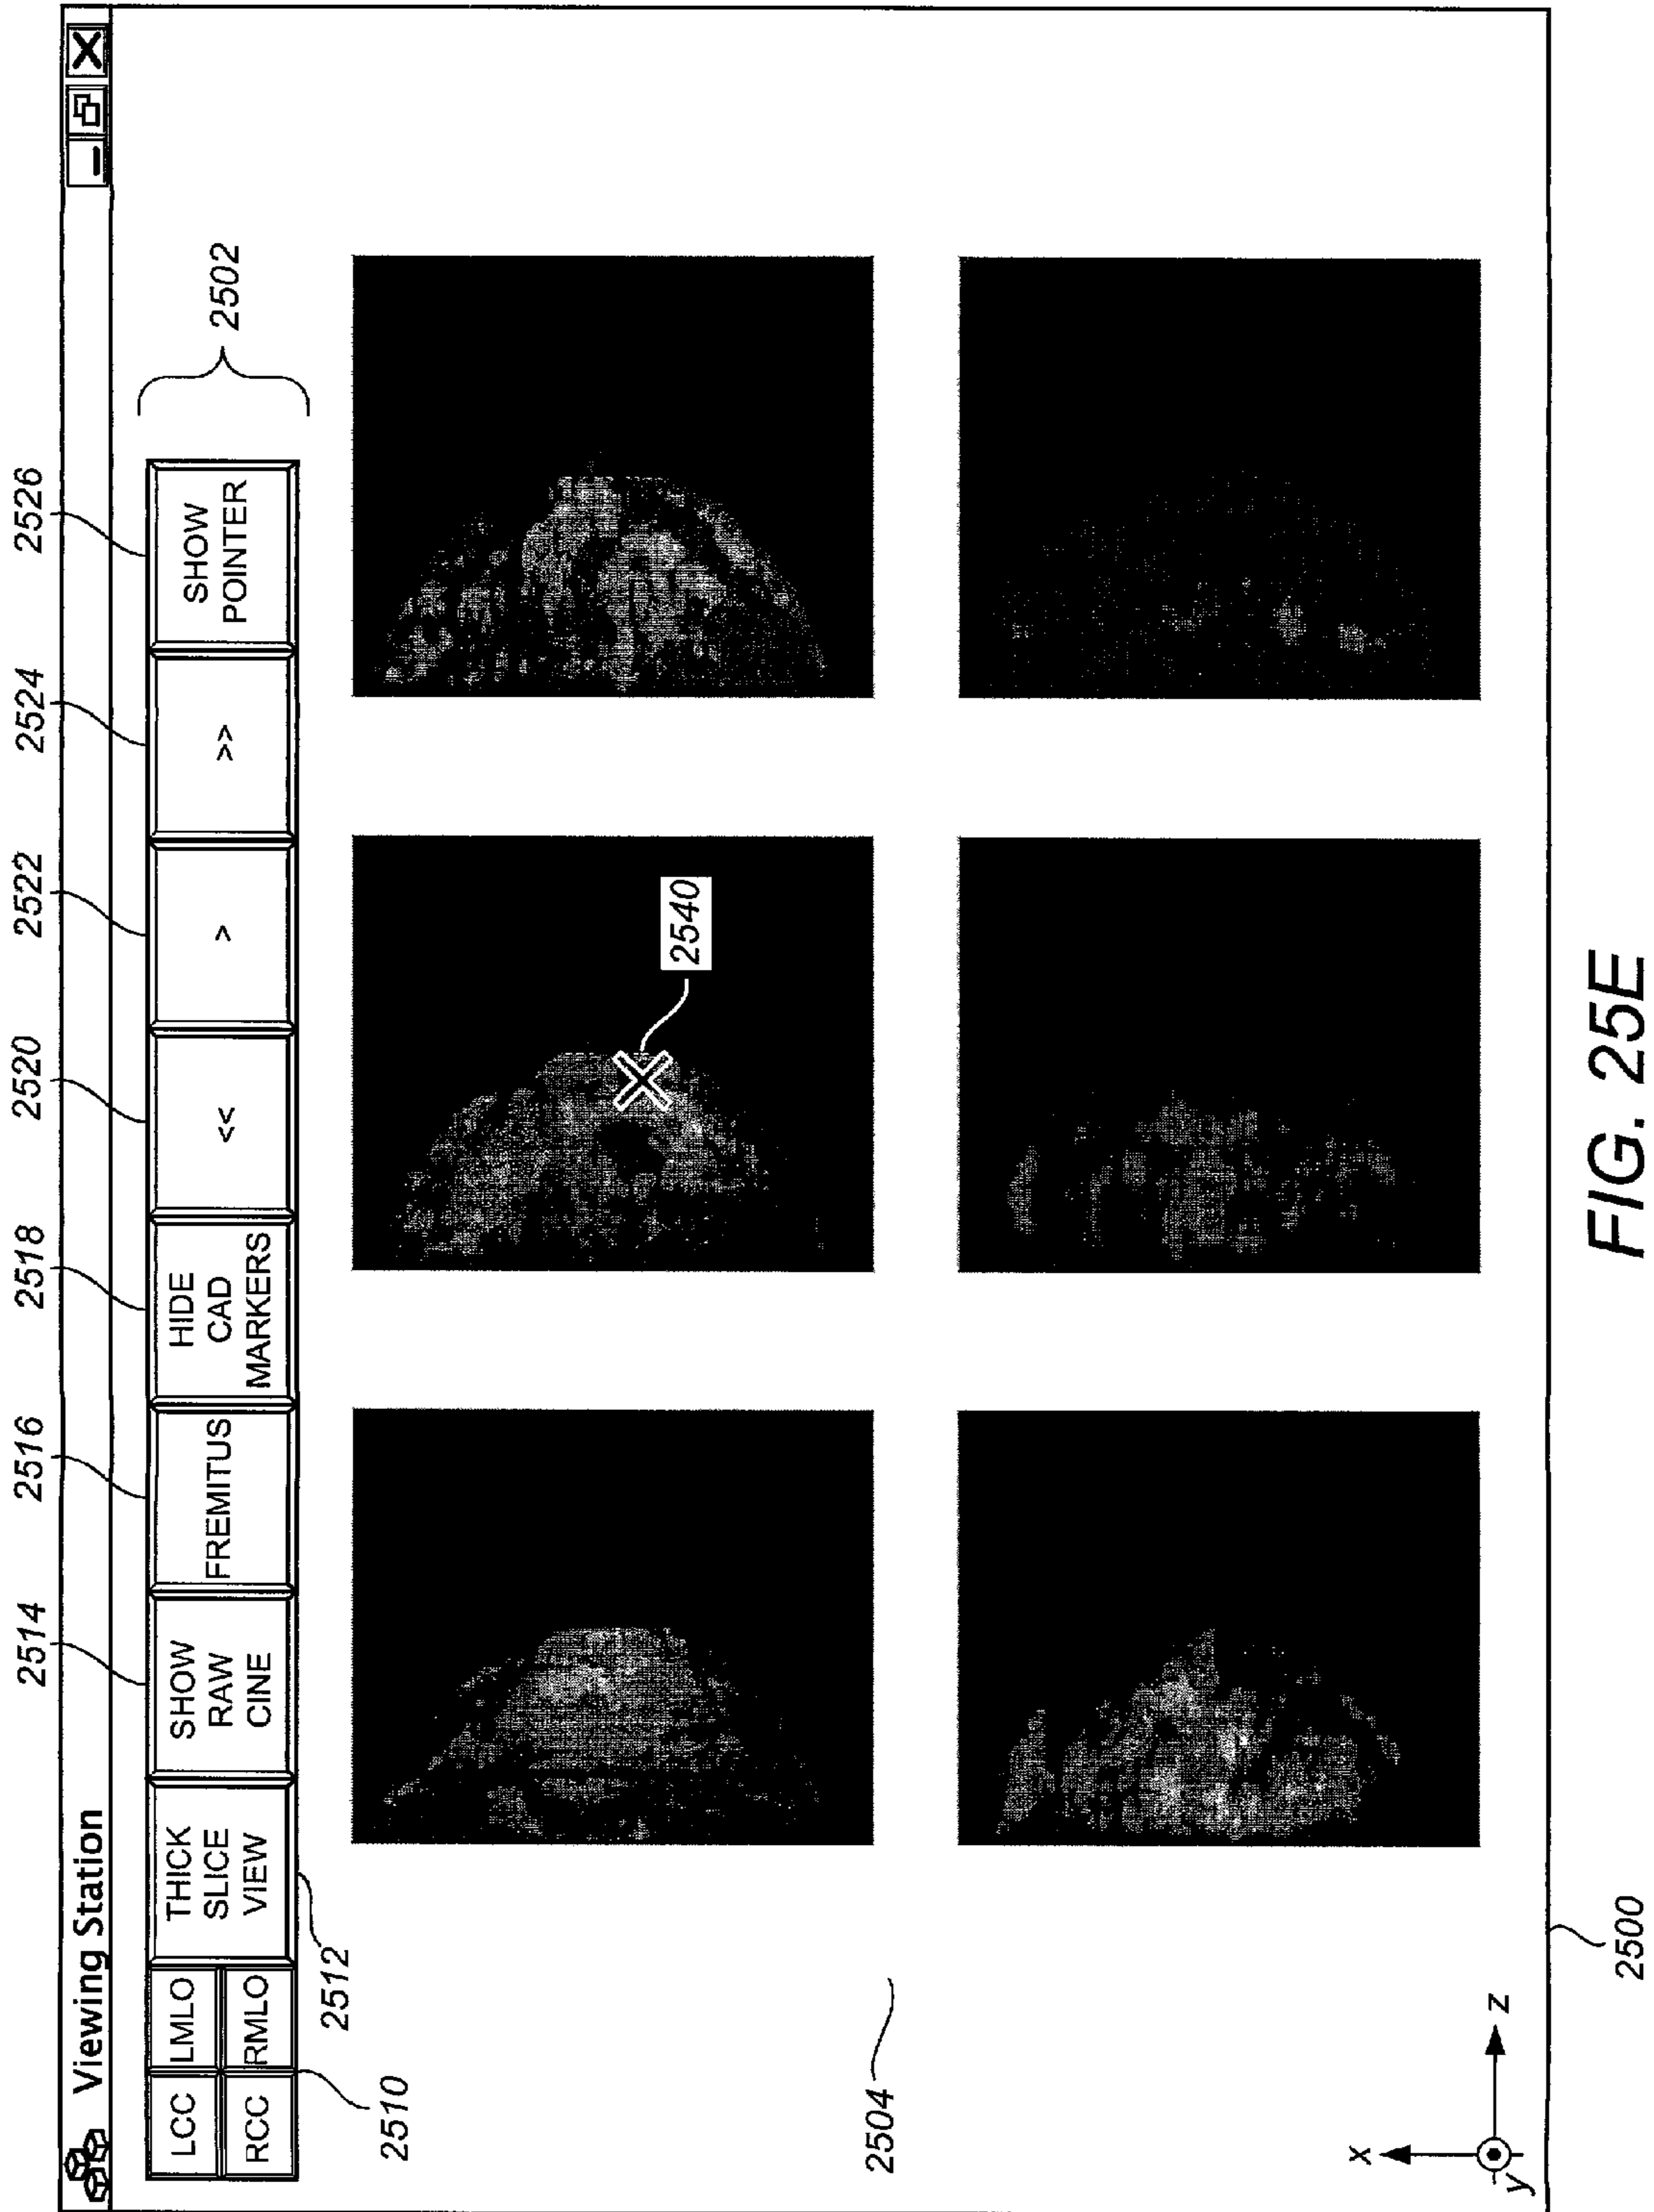 Viewing Station
2514
2516
2518
2520
2522
2524
2526
LCC
LMLO
RCC
RMLO
THICK
SLICE
VIEW
SHOW
RAW
CINE
FREMITUS
HIDE
CAD
MARKERS
<<
>
>>
SHOW
POINTER
2502
2510
2512
2540
2504
x
y
z
2500
FIG. 25E